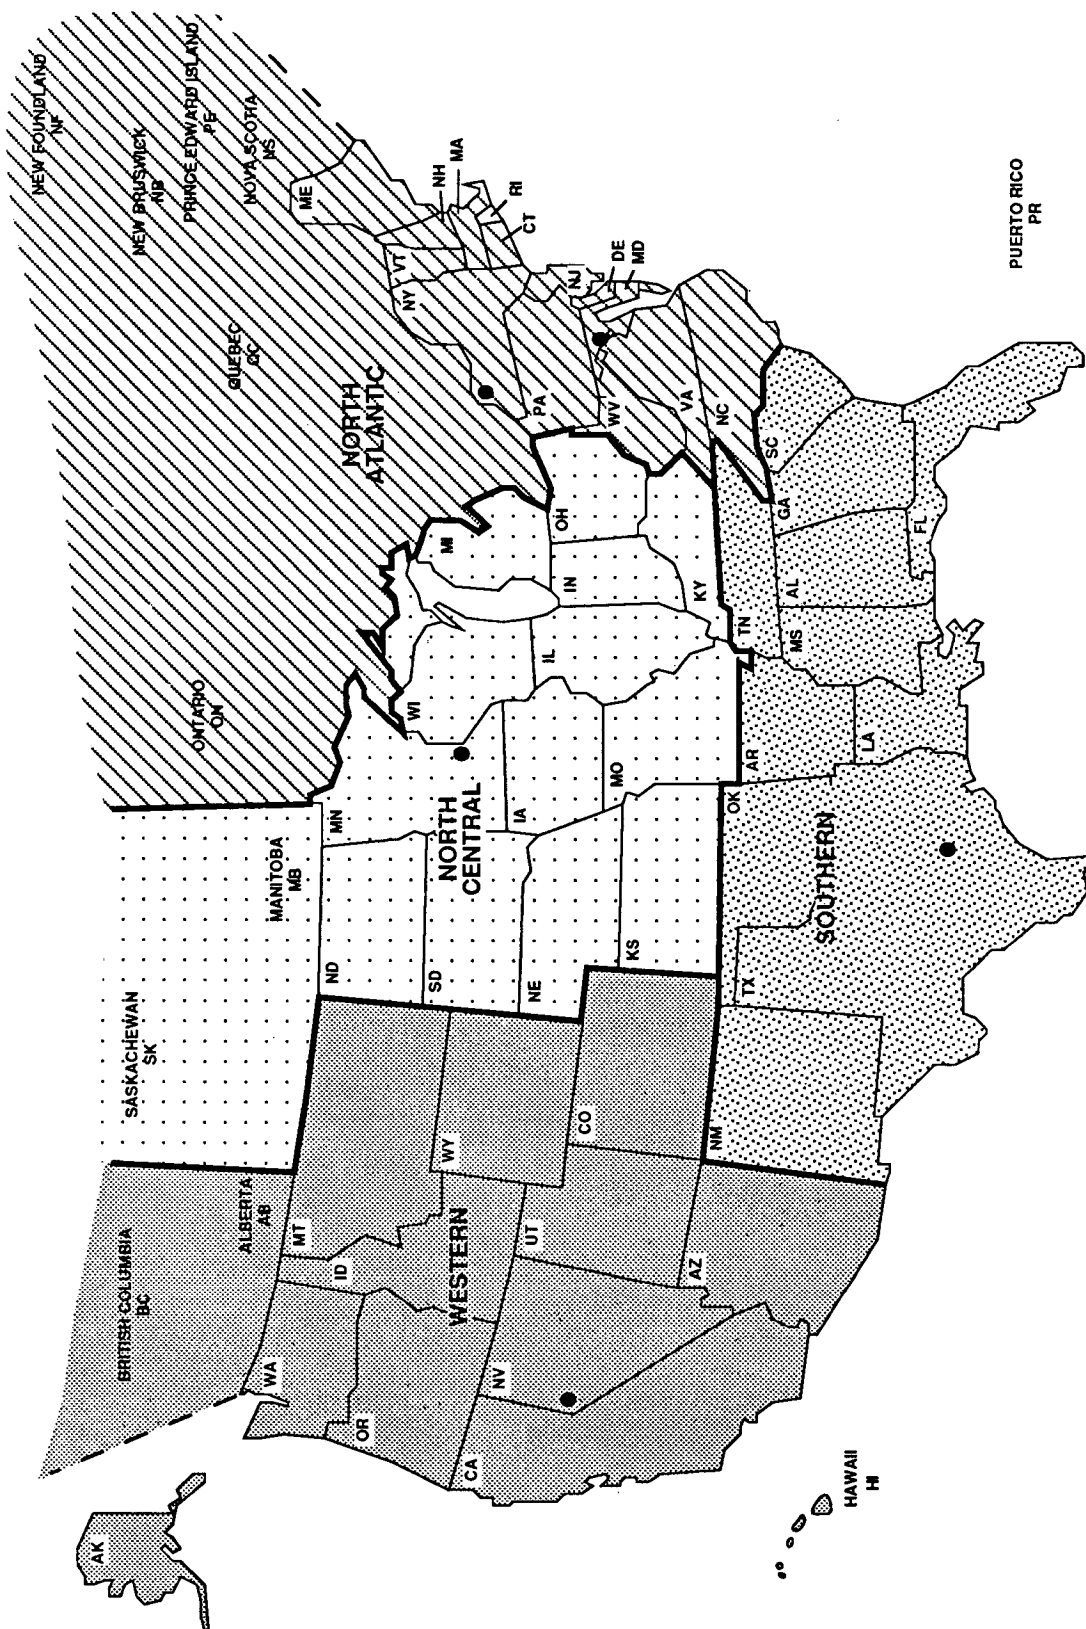 AK
BRITISH COLUMBIA
BC
ALBERTA
AB
SASKACHEWAN
SK
MANITOBA
MB
ONTARIO
ON
QUEBEC
QC
NEW FOUNDLAND
NF
NEW BRUSWICK
NB
PRINCE EDWARD ISLAND
PE
NOVA SCOTIA
NS
WA
OR
CA
NV
ID
MT
WY
UT
CO
AZ
WESTERN
NM
ND
SD
NE
KS
MN
IA
MO
WI
IL
MI
IN
OH
KY
NORTH
CENTRAL
NORTH
ATLANTIC
ME
VT
NH
MA
NY
RI
CT
NJ
PA
DE
MD
WV
VA
NC
TX
OK
AR
LA
TN
MS
AL
GA
SC
FL
SOUTHERN
HAWAII
HI
PUERTO RICO
PR